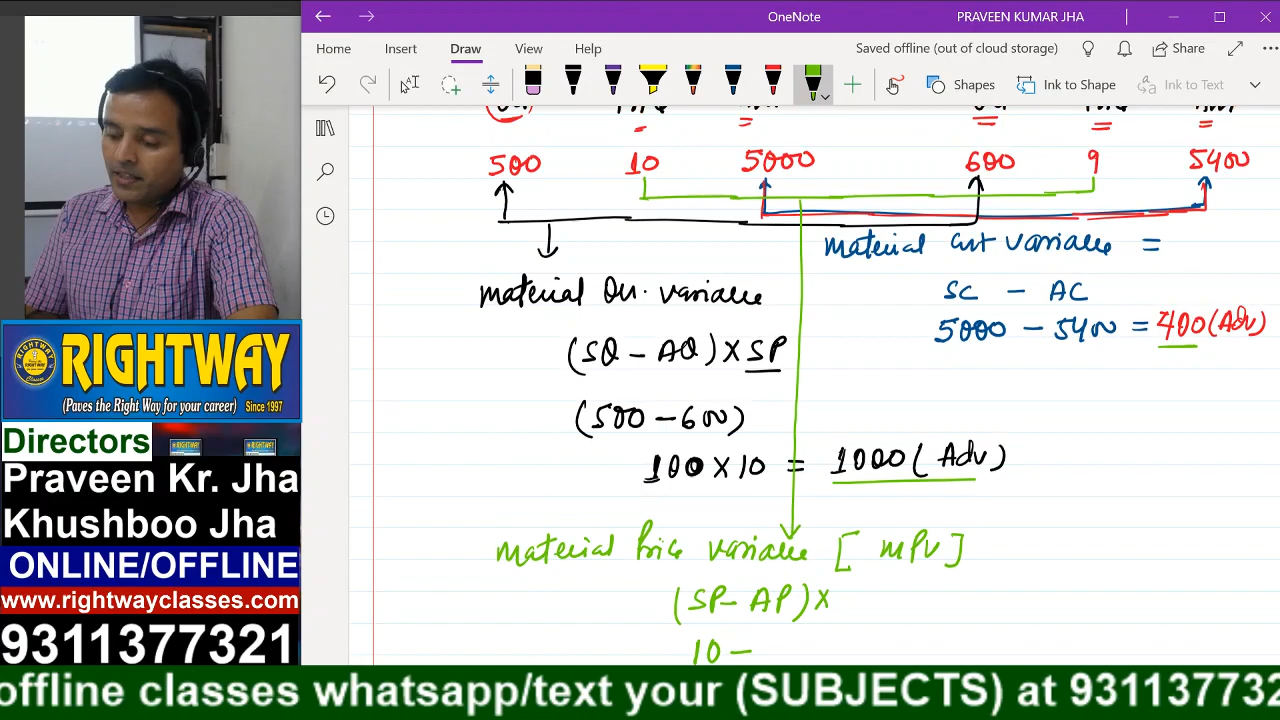 OneNote
PRAVEEN KUMAR JHA
Home Insert Draw View Help
Saved offline (out of cloud storage)
Share
Shapes
Ink to Shape
Ink to Text
500 10 5000 600 9 5400
material Qty. variance
(SQ - AQ) X SP
(500 - 600)
100 X 10 = 1000 (Adv)
material cost variance =
SC - AC
5000 - 5400 = 400 (Adv)
material Price variance [ MPV ]
(SP - AP) X
10 -
RIGHTWAY
(Paves the Right Way for your career) Since 1997
Directors
Praveen Kr. Jha
Khushboo Jha
ONLINE/OFFLINE
www.rightwayclasses.com
9311377321
offline classes whatsapp/text your (SUBJECTS) at 931137732